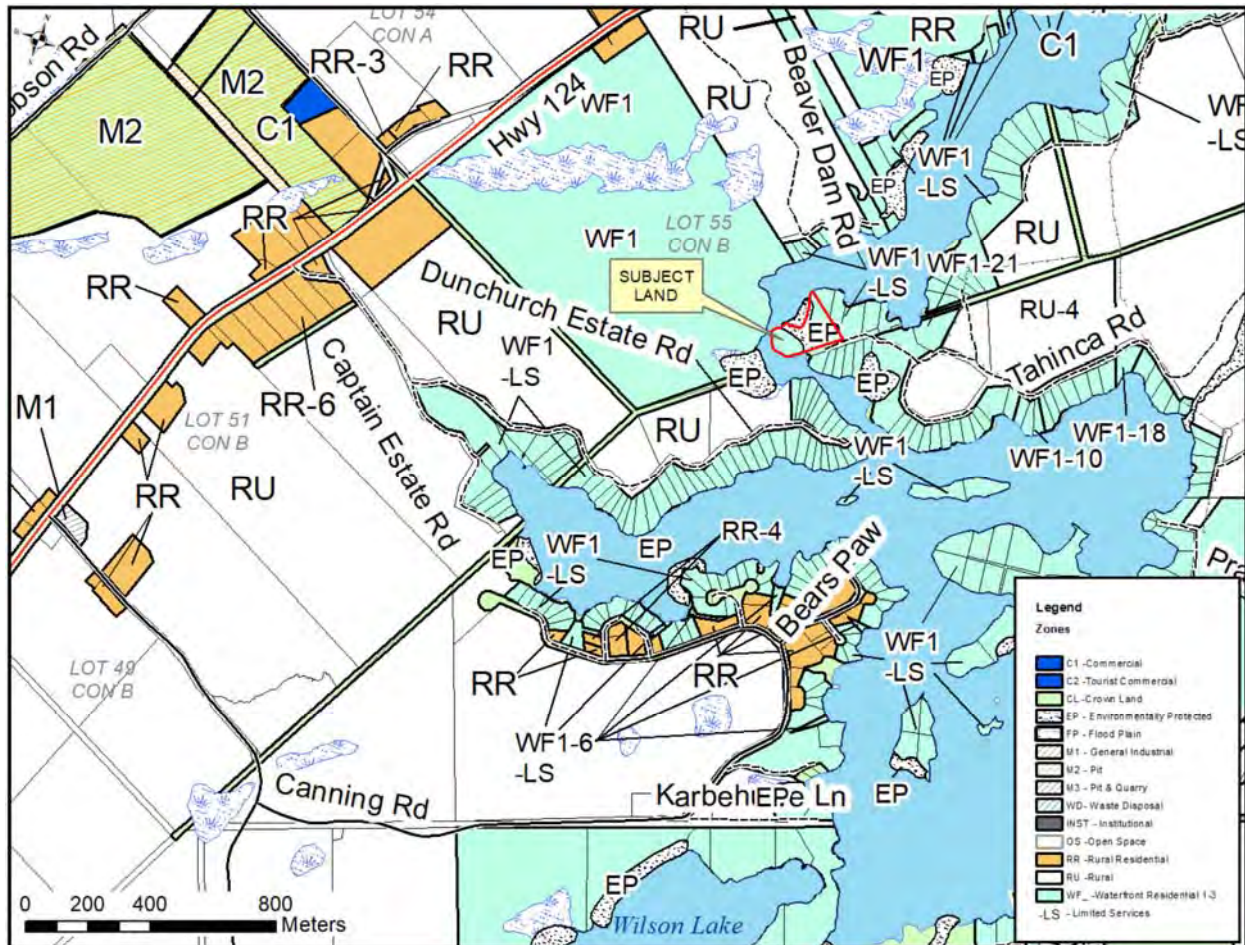 LOT 54
CON A
RR-3
RR
RU
RR
C1
WF1
EP
Beaver Dam Rd
M2
M2
C1
Hwy 124
WF1
RU
WF1
-LS
EP
RR
LOT 55
CON B
WF1
RU
SUBJECT
LAND
WF1
-LS
WF1-21
RR
Dunchurch Estate Rd
RU
EP
RU-4
WF1
-LS
EP
EP
Tahinca Rd
M1
RR-6
Captain Estate Rd
LOT 51
CON B
RU
RR
RU
WF1
-LS
WF1-18
WF1-10
EP
WF1
-LS
EP
RR-4
Bears Paw
WF1
-LS
LOT 49
CON B
RR
RR
WF1-6
-LS
Canning Rd
EP
EP
EP
Wilson Lake
0 200 400 800
Meters
Legend
Zones
C1 -Commercial
C2 -Tourist Commercial
CL -Crown Land
EP - Environmentally Protected
FP - Flood Plain
M1 - General Industrial
M2 - Pit
M3 - Pit & Quarry
WD - Waste Disposal
INST - Institutional
OS -Open Space
RR -Rural Residential
RU -Rural
WF_ -Waterfront Residential 1-3
-LS - Limited Services